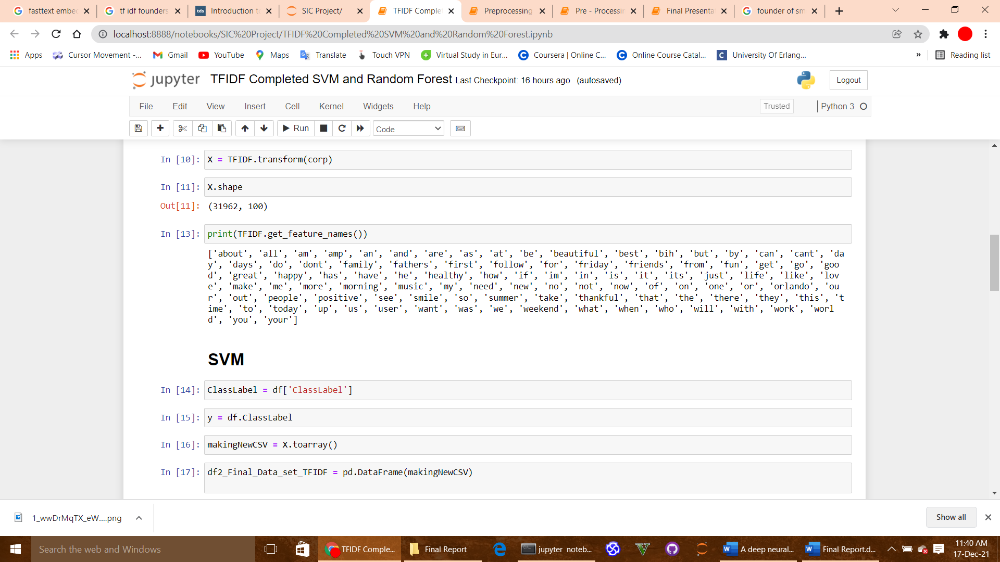 fasttext embe
tf idf founders
tds Introduction to
SIC Project/
TFIDF Comple
Preprocessing
Pre - Processin
Final Presenta
founder of sm
localhost:8888/notebooks/SIC%20Project/TFIDF%20Completed%20SVM%20and%20Random%20Forest.ipynb
Apps
Cursor Movement -...
Gmail
YouTube
Maps
Translate
Touch VPN
Virtual Study in Eur...
Coursera | Online C...
Online Course Catal...
University Of Erlang...
»
Reading list
jupyter TFIDF Completed SVM and Random Forest Last Checkpoint: 16 hours ago (autosaved)
Logout
File Edit View Insert Cell Kernel Widgets Help
Trusted
Python 3
Run
Code
In [10]: X = TFIDF.transform(corp)
In [11]: X.shape
Out[11]: (31962, 100)
In [13]: print(TFIDF.get_feature_names())
['about', 'all', 'am', 'amp', 'an', 'and', 'are', 'as', 'at', 'be', 'beautiful', 'best', 'bih', 'but', 'by', 'can', 'cant', 'da
y', 'days', 'do', 'dont', 'family', 'fathers', 'first', 'follow', 'for', 'friday', 'friends', 'from', 'fun', 'get', 'go', 'goo
d', 'great', 'happy', 'has', 'have', 'he', 'healthy', 'how', 'if', 'im', 'in', 'is', 'it', 'its', 'just', 'life', 'like', 'lov
e', 'make', 'me', 'more', 'morning', 'music', 'my', 'need', 'new', 'no', 'not', 'now', 'of', 'on', 'one', 'or', 'orlando', 'ou
r', 'out', 'people', 'positive', 'see', 'smile', 'so', 'summer', 'take', 'thankful', 'that', 'the', 'there', 'they', 'this', 't
ime', 'to', 'today', 'up', 'us', 'user', 'want', 'was', 'we', 'weekend', 'what', 'when', 'who', 'will', 'with', 'work', 'worl
d', 'you', 'your']
SVM
In [14]: ClassLabel = df['ClassLabel']
In [15]: y = df.ClassLabel
In [16]: makingNewCSV = X.toarray()
In [17]: df2_Final_Data_set_TFIDF = pd.DataFrame(makingNewCSV)
1_wwDrMqTX_eW....png
Show all
Search the web and Windows
TFIDF Comple...
Final Report
jupyter noteb...
A deep neural...
Final Report.d...
11:40 AM
17-Dec-21